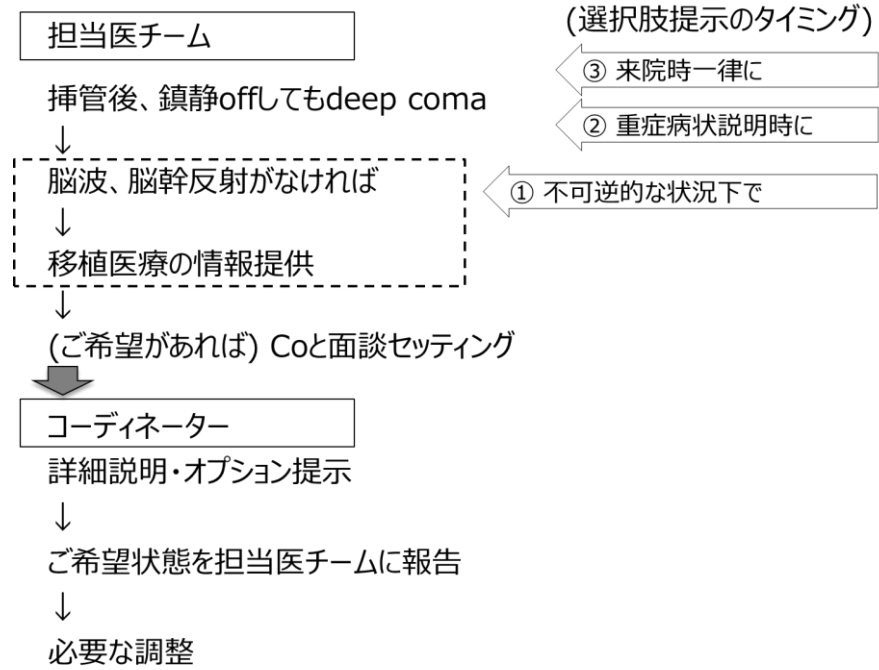 担当医チーム
(選択肢提示のタイミング)
③ 来院時一律に
挿管後、鎮静offしてもdeep coma
② 重症病状説明時に
↓
脳波、脳幹反射がなければ
① 不可逆的な状況下で
↓
移植医療の情報提供
↓
(ご希望があれば) Coと面談セッティング
コーディネーター
詳細説明・オプション提示
↓
ご希望状態を担当医チームに報告
↓
必要な調整